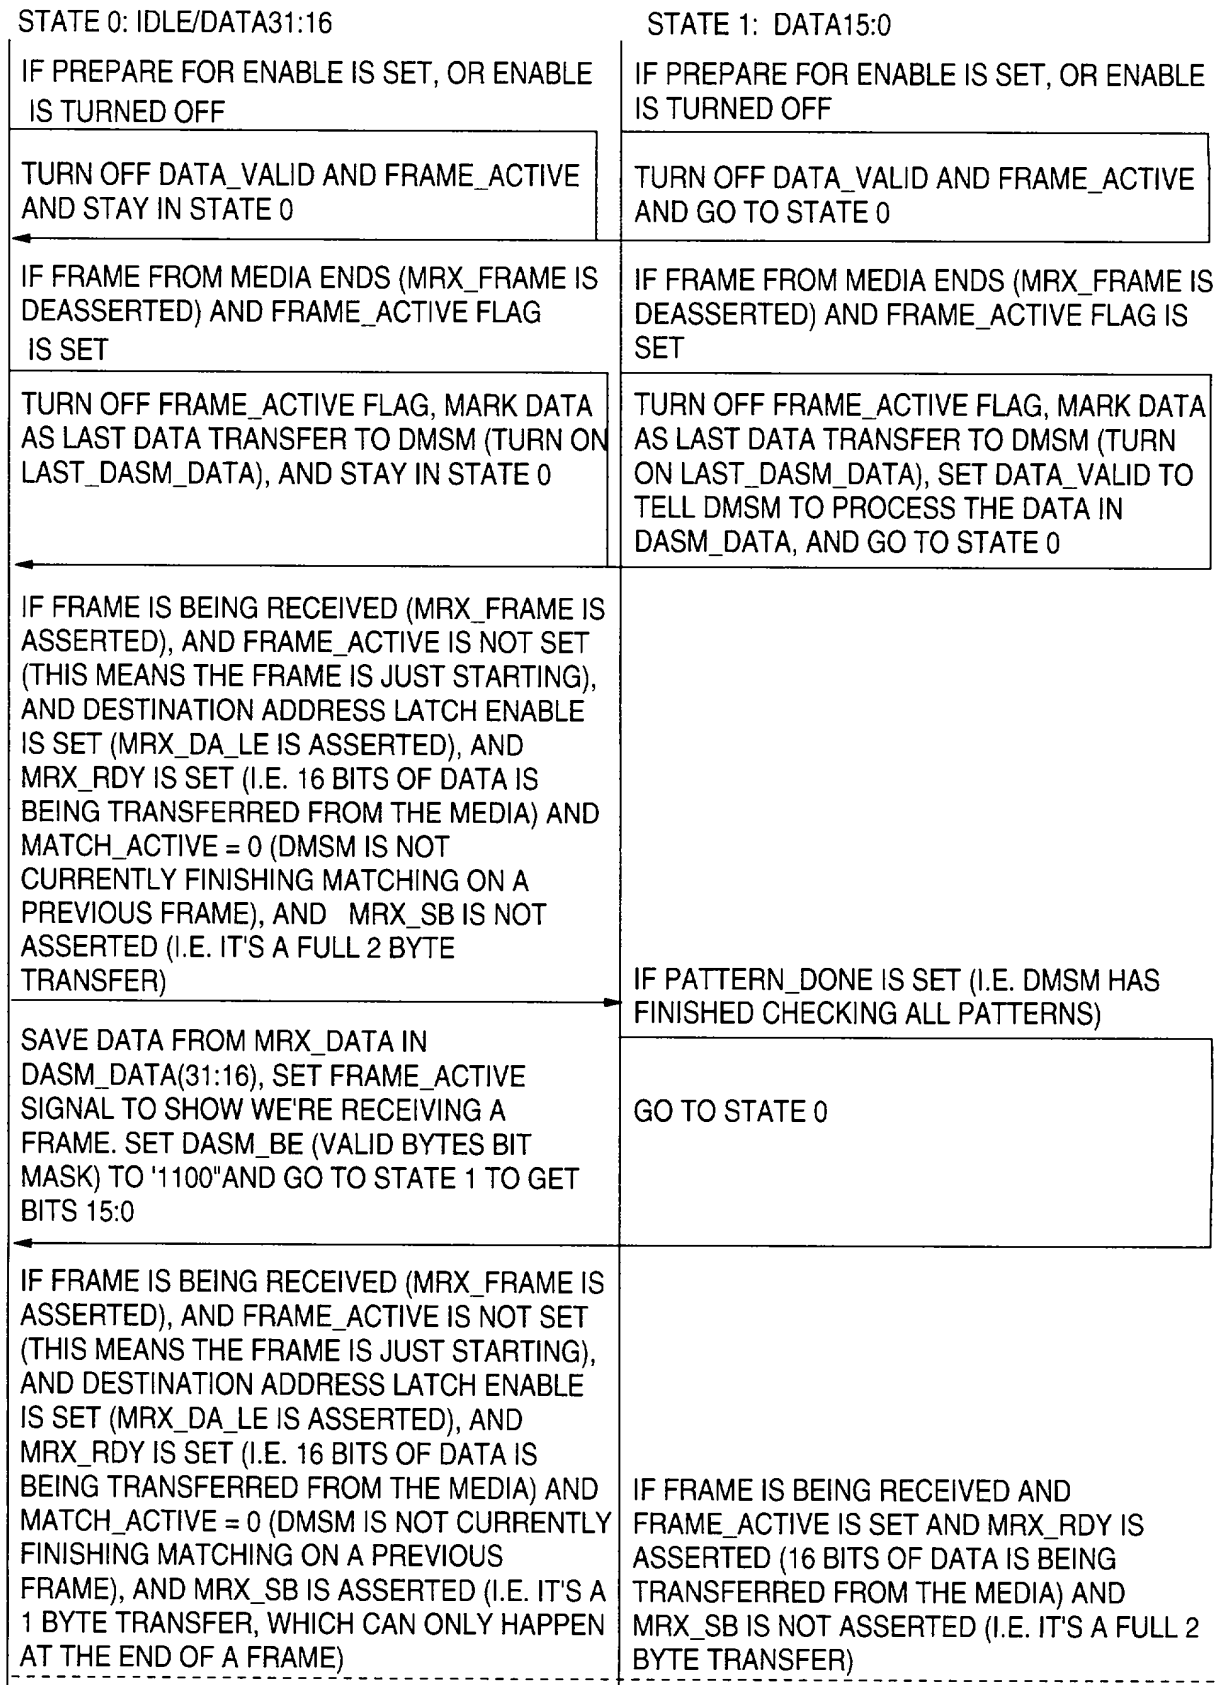 STATE 0: IDLE/DATA31:16
IF PREPARE FOR ENABLE IS SET, OR ENABLE
IS TURNED OFF
TURN OFF DATA_VALID AND FRAME_ACTIVE
AND STAY IN STATE 0
IF FRAME FROM MEDIA ENDS (MRX_FRAME IS
DEASSERTED) AND FRAME_ACTIVE FLAG
IS SET
TURN OFF FRAME_ACTIVE FLAG, MARK DATA
AS LAST DATA TRANSFER TO DMSM (TURN ON
LAST_DASM_DATA), AND STAY IN STATE 0
IF FRAME IS BEING RECEIVED (MRX_FRAME IS
ASSERTED), AND FRAME_ACTIVE IS NOT SET
(THIS MEANS THE FRAME IS JUST STARTING),
AND DESTINATION ADDRESS LATCH ENABLE
IS SET (MRX_DA_LE IS ASSERTED), AND
MRX_RDY IS SET (I.E. 16 BITS OF DATA IS
BEING TRANSFERRED FROM THE MEDIA) AND
MATCH_ACTIVE = 0 (DMSM IS NOT
CURRENTLY FINISHING MATCHING ON A
PREVIOUS FRAME), AND MRX_SB IS NOT
ASSERTED (I.E. IT'S A FULL 2 BYTE
TRANSFER)
SAVE DATA FROM MRX_DATA IN
DASM_DATA(31:16), SET FRAME_ACTIVE
SIGNAL TO SHOW WE'RE RECEIVING A
FRAME. SET DASM_BE (VALID BYTES BIT
MASK) TO '1100"AND GO TO STATE 1 TO GET
BITS 15:0
IF FRAME IS BEING RECEIVED (MRX_FRAME IS
ASSERTED), AND FRAME_ACTIVE IS NOT SET
(THIS MEANS THE FRAME IS JUST STARTING),
AND DESTINATION ADDRESS LATCH ENABLE
IS SET (MRX_DA_LE IS ASSERTED), AND
MRX_RDY IS SET (I.E. 16 BITS OF DATA IS
BEING TRANSFERRED FROM THE MEDIA) AND
MATCH_ACTIVE = 0 (DMSM IS NOT CURRENTLY
FINISHING MATCHING ON A PREVIOUS
FRAME), AND MRX_SB IS ASSERTED (I.E. IT'S A
1 BYTE TRANSFER, WHICH CAN ONLY HAPPEN
AT THE END OF A FRAME)
STATE 1: DATA15:0
IF PREPARE FOR ENABLE IS SET, OR ENABLE
IS TURNED OFF
TURN OFF DATA_VALID AND FRAME_ACTIVE
AND GO TO STATE 0
IF FRAME FROM MEDIA ENDS (MRX_FRAME IS
DEASSERTED) AND FRAME_ACTIVE FLAG IS
SET
TURN OFF FRAME_ACTIVE FLAG, MARK DATA
AS LAST DATA TRANSFER TO DMSM (TURN
ON LAST_DASM_DATA), SET DATA_VALID TO
TELL DMSM TO PROCESS THE DATA IN
DASM_DATA, AND GO TO STATE 0
IF PATTERN_DONE IS SET (I.E. DMSM HAS
FINISHED CHECKING ALL PATTERNS)
GO TO STATE 0
IF FRAME IS BEING RECEIVED AND
FRAME_ACTIVE IS SET AND MRX_RDY IS
ASSERTED (16 BITS OF DATA IS BEING
TRANSFERRED FROM THE MEDIA) AND
MRX_SB IS NOT ASSERTED (I.E. IT'S A FULL 2
BYTE TRANSFER)